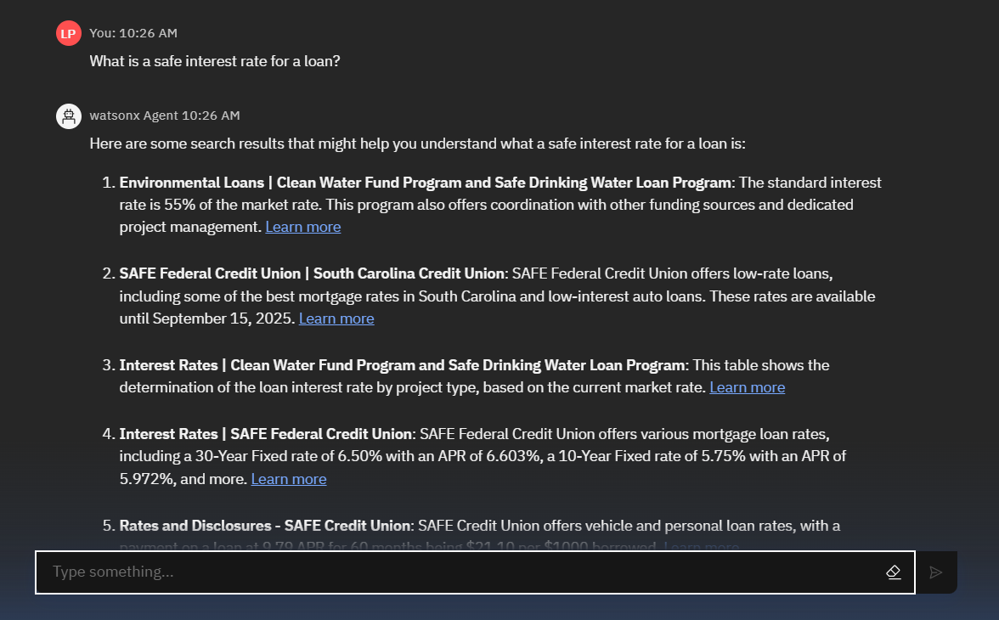 LP You: 10:26 AM
What is a safe interest rate for a loan?
watsonx Agent 10:26 AM
Here are some search results that might help you understand what a safe interest rate for a loan is:
1. Environmental Loans | Clean Water Fund Program and Safe Drinking Water Loan Program: The standard interest
rate is 55% of the market rate. This program also offers coordination with other funding sources and dedicated
project management. Learn more
2. SAFE Federal Credit Union | South Carolina Credit Union: SAFE Federal Credit Union offers low-rate loans,
including some of the best mortgage rates in South Carolina and low-interest auto loans. These rates are available
until September 15, 2025. Learn more
3. Interest Rates | Clean Water Fund Program and Safe Drinking Water Loan Program: This table shows the
determination of the loan interest rate by project type, based on the current market rate. Learn more
4. Interest Rates | SAFE Federal Credit Union: SAFE Federal Credit Union offers various mortgage loan rates,
including a 30-Year Fixed rate of 6.50% with an APR of 6.603%, a 10-Year Fixed rate of 5.75% with an APR of
5.972%, and more. Learn more
5. Rates and Disclosures - SAFE Credit Union: SAFE Credit Union offers vehicle and personal loan rates, with a
payment on a loan at 9.79 APR for 60 months being $21.10 per $1000 borrowed. Learn more
Type something...